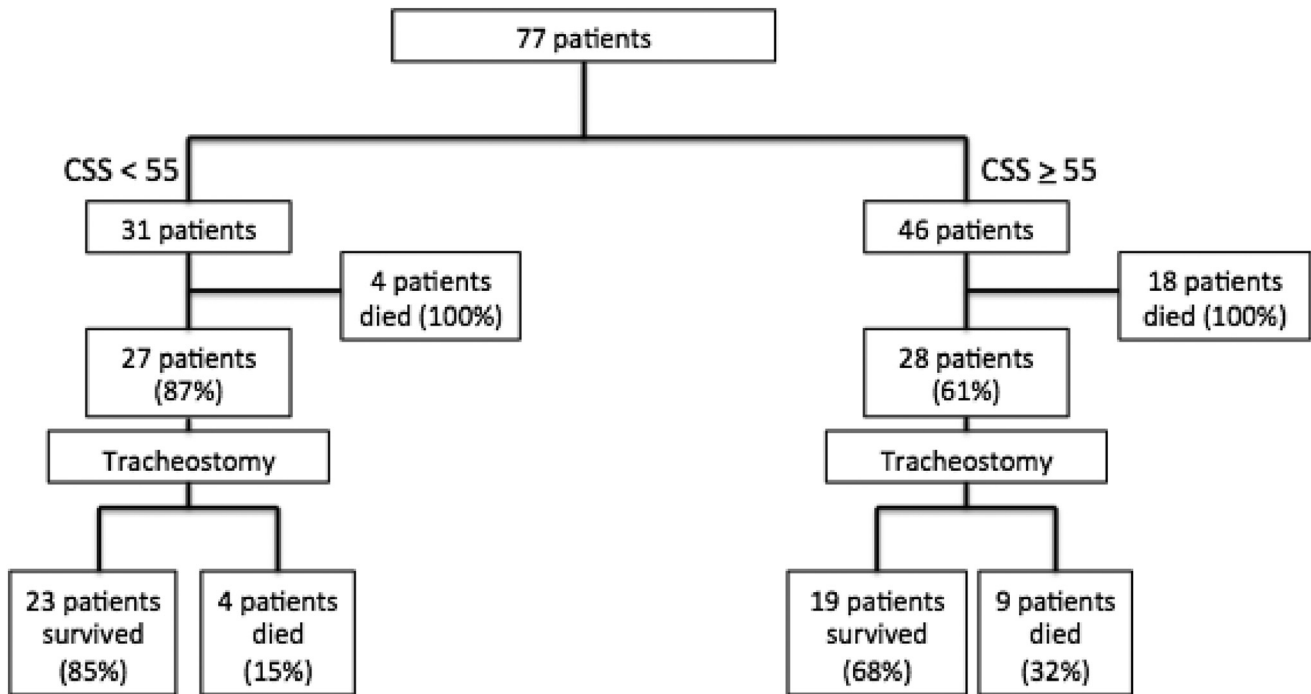 77 patients
CSS < 55
CSS ≥ 55
31 patients
46 patients
4 patients
died (100%)
18 patients
died (100%)
27 patients
(87%)
28 patients
(61%)
Tracheostomy
Tracheostomy
23 patients
survived
(85%)
4 patients
died
(15%)
19 patients
survived
(68%)
9 patients
died
(32%)